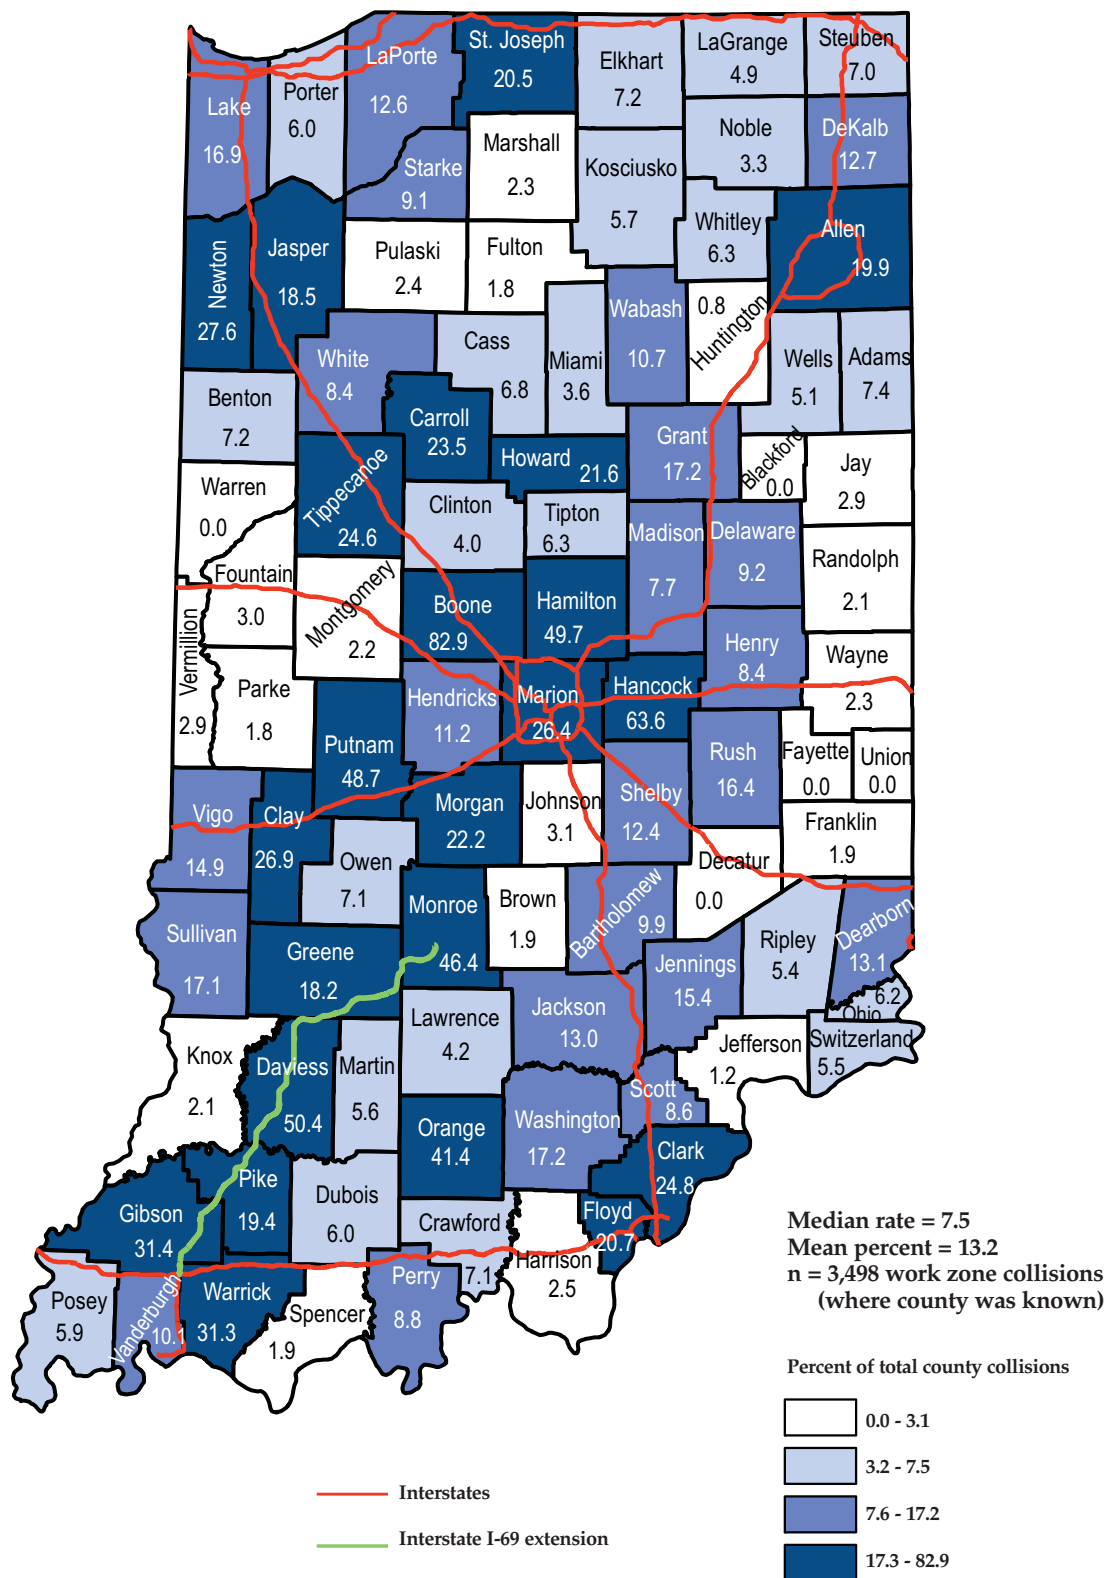 St. Joseph
20.5
LaPorte
12.6
Elkhart
7.2
LaGrange
4.9
Steuben
7.0
Lake
16.9
Porter
6.0
Noble
3.3
DeKalb
12.7
Marshall
2.3
Starke
9.1
Kosciusko
5.7
Whitley
6.3
Allen
19.9
Newton
27.6
Jasper
18.5
Pulaski
2.4
Fulton
1.8
Wabash
10.7
0.8
Huntington
White
8.4
Cass
6.8
Miami
3.6
Wells
5.1
Adams
7.4
Benton
7.2
Carroll
23.5
Howard 21.6
Grant
17.2
Blackford
0.0
Jay
2.9
Warren
0.0
Tippecanoe
24.6
Clinton
4.0
Tipton
6.3
Madison
7.7
Delaware
9.2
Randolph
2.1
Fountain
3.0
Montgomery
2.2
Boone
82.9
Hamilton
49.7
Henry
8.4
Wayne
2.3
Vermillion
2.9
Parke
1.8
Hendricks
11.2
Marion
26.4
Hancock
63.6
Putnam
48.7
Rush
16.4
Fayette
0.0
Union
0.0
Vigo
14.9
Clay
26.9
Morgan
22.2
Johnson
3.1
Shelby
12.4
Franklin
1.9
Owen
7.1
Decatur
0.0
Monroe
46.4
Brown
1.9
Bartholomew
9.9
Sullivan
17.1
Greene
18.2
Jennings
15.4
Ripley
5.4
Dearborn
13.1
6.2
Ohio
Jackson
13.0
Lawrence
4.2
Switzerland
5.5
Knox
2.1
Daviess
50.4
Martin
5.6
Jefferson
1.2
Scott
8.6
Orange
41.4
Washington
17.2
Clark
24.8
Pike
19.4
Dubois
6.0
Gibson
31.4
Crawford
7.1
Floyd
20.7
Harrison
2.5
Posey
5.9
Vanderburgh
10.1
Warrick
31.3
Spencer
1.9
Perry
8.8
Median rate = 7.5
Mean percent = 13.2
n = 3,498 work zone collisions
(where county was known)
Percent of total county collisions
0.0 - 3.1
3.2 - 7.5
7.6 - 17.2
17.3 - 82.9
Interstates
Interstate I-69 extension